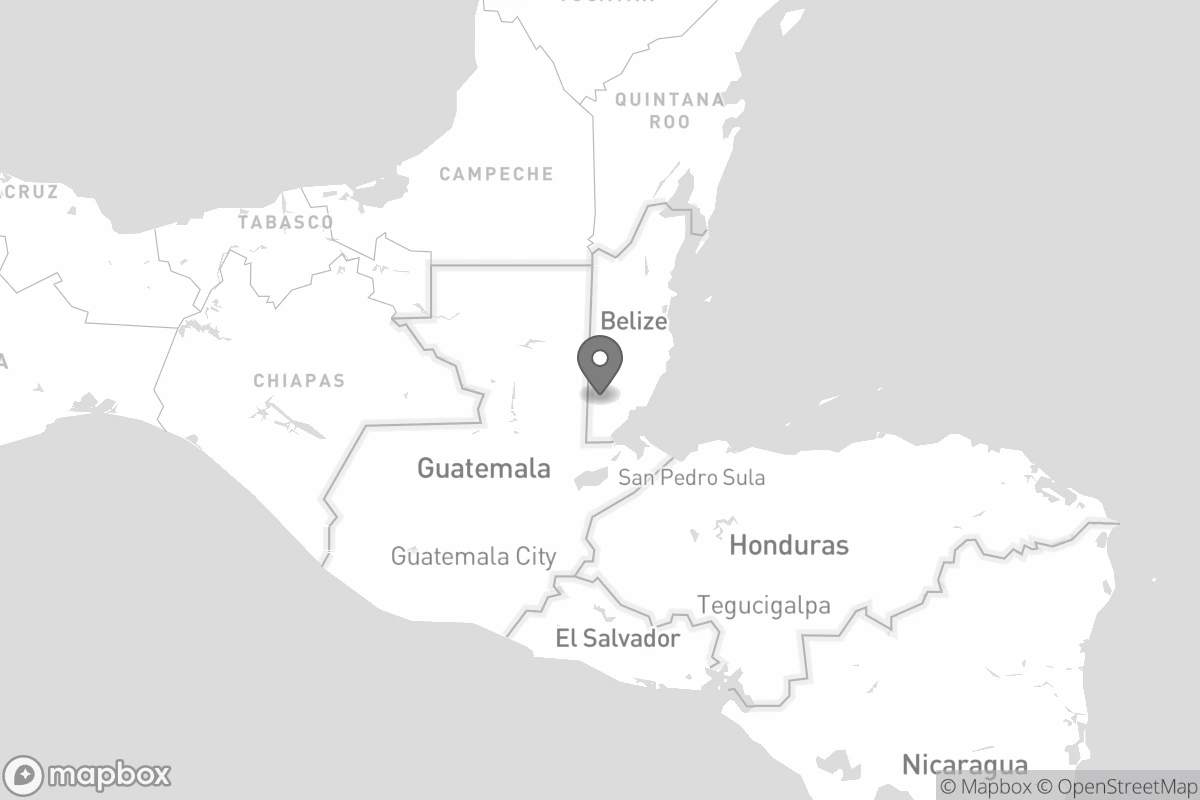 QUINTANA
ROO
CAMPECHE
CRUZ
TABASCO
Belize
CHIAPAS
Guatemala
San Pedro Sula
Honduras
Guatemala City
Tegucigalpa
El Salvador
Nicaragua
mapbox
© Mapbox © OpenStreetMap